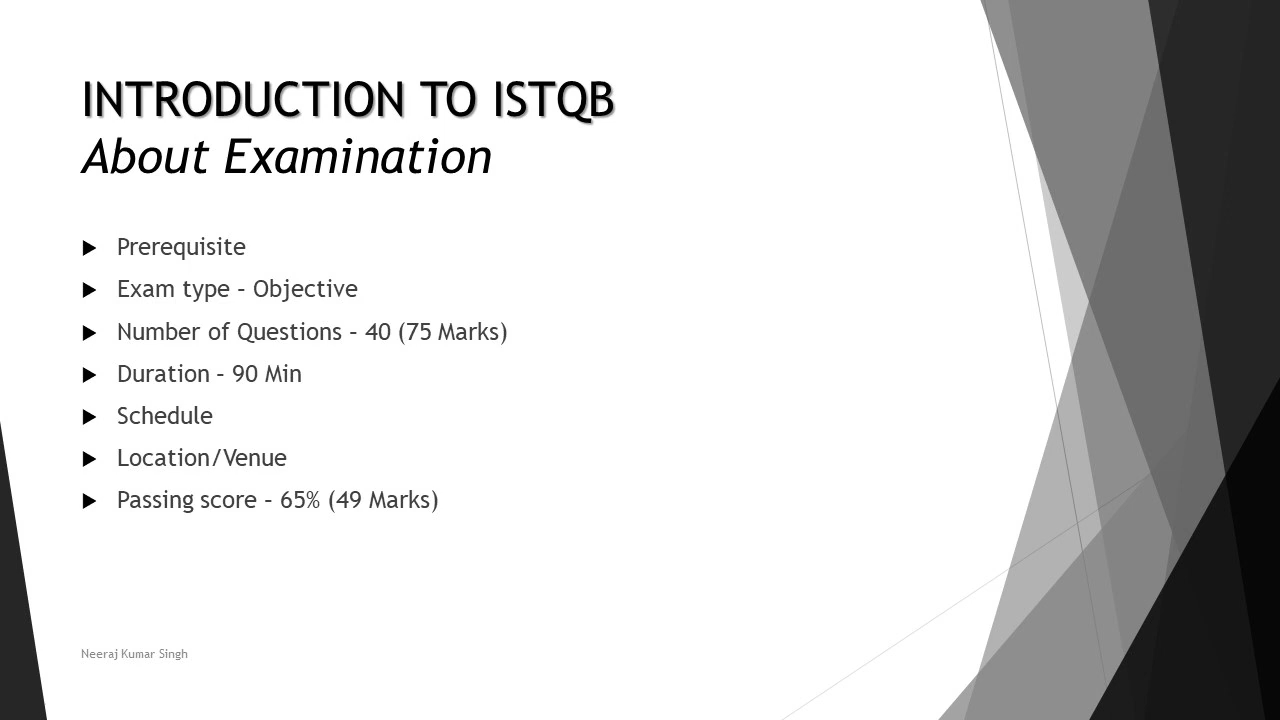 INTRODUCTION TO ISTQB
About Examination
Prerequisite
Exam type – Objective
Number of Questions – 40 (75 Marks)
Duration – 90 Min
Schedule
Location/Venue
Passing score – 65% (49 Marks)
Neeraj Kumar Singh